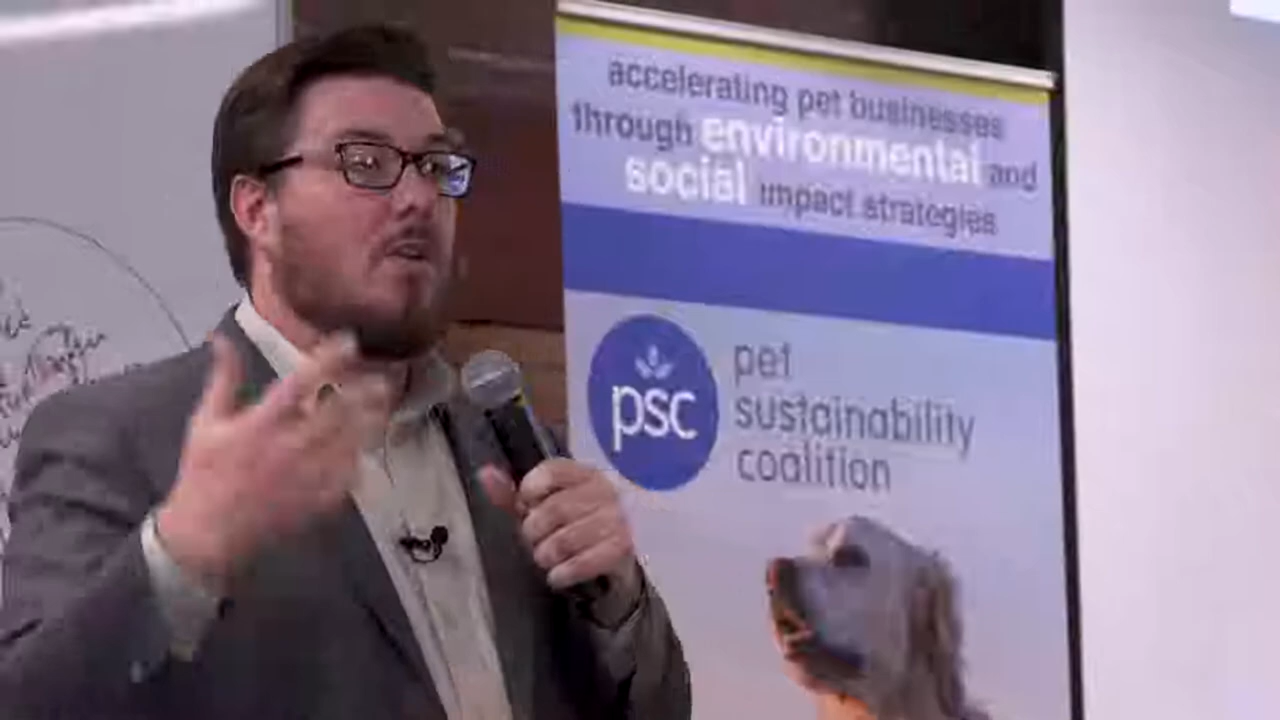 accelerating pet businesses
through environmental and
social impact strategies
psc
pet
sustainability
coalition